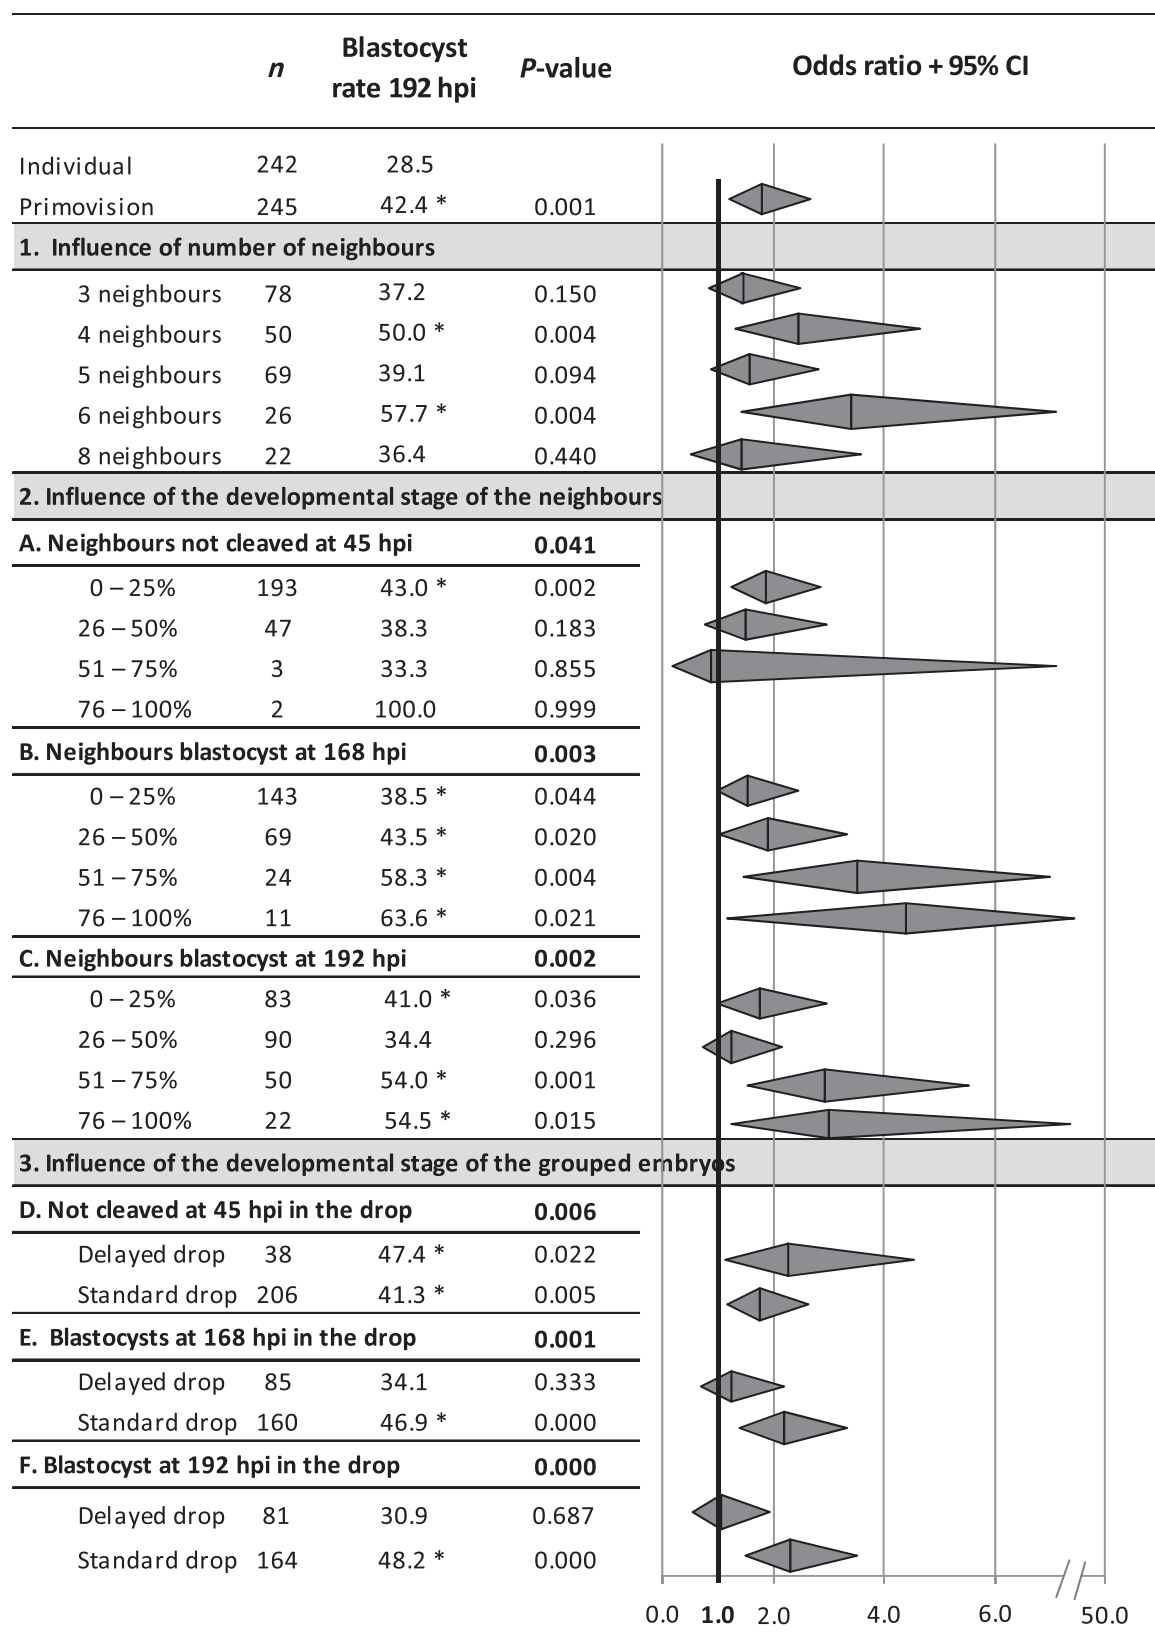 n Blastocyst rate 192 hpi P-value Odds ratio + 95% CI
Individual 242 28.5
Primovision 245 42.4 * 0.001
1. Influence of number of neighbours
3 neighbours 78 37.2 0.150
4 neighbours 50 50.0 * 0.004
5 neighbours 69 39.1 0.094
6 neighbours 26 57.7 * 0.004
8 neighbours 22 36.4 0.440
2. Influence of the developmental stage of the neighbours
A. Neighbours not cleaved at 45 hpi 0.041
0 – 25% 193 43.0 * 0.002
26 – 50% 47 38.3 0.183
51 – 75% 3 33.3 0.855
76 – 100% 2 100.0 0.999
B. Neighbours blastocyst at 168 hpi 0.003
0 – 25% 143 38.5 * 0.044
26 – 50% 69 43.5 * 0.020
51 – 75% 24 58.3 * 0.004
76 – 100% 11 63.6 * 0.021
C. Neighbours blastocyst at 192 hpi 0.002
0 – 25% 83 41.0 * 0.036
26 – 50% 90 34.4 0.296
51 – 75% 50 54.0 * 0.001
76 – 100% 22 54.5 * 0.015
3. Influence of the developmental stage of the grouped embryos
D. Not cleaved at 45 hpi in the drop 0.006
Delayed drop 38 47.4 * 0.022
Standard drop 206 41.3 * 0.005
E. Blastocysts at 168 hpi in the drop 0.001
Delayed drop 85 34.1 0.333
Standard drop 160 46.9 * 0.000
F. Blastocyst at 192 hpi in the drop 0.000
Delayed drop 81 30.9 0.687
Standard drop 164 48.2 * 0.000
0.0 1.0 2.0 4.0 6.0 50.0